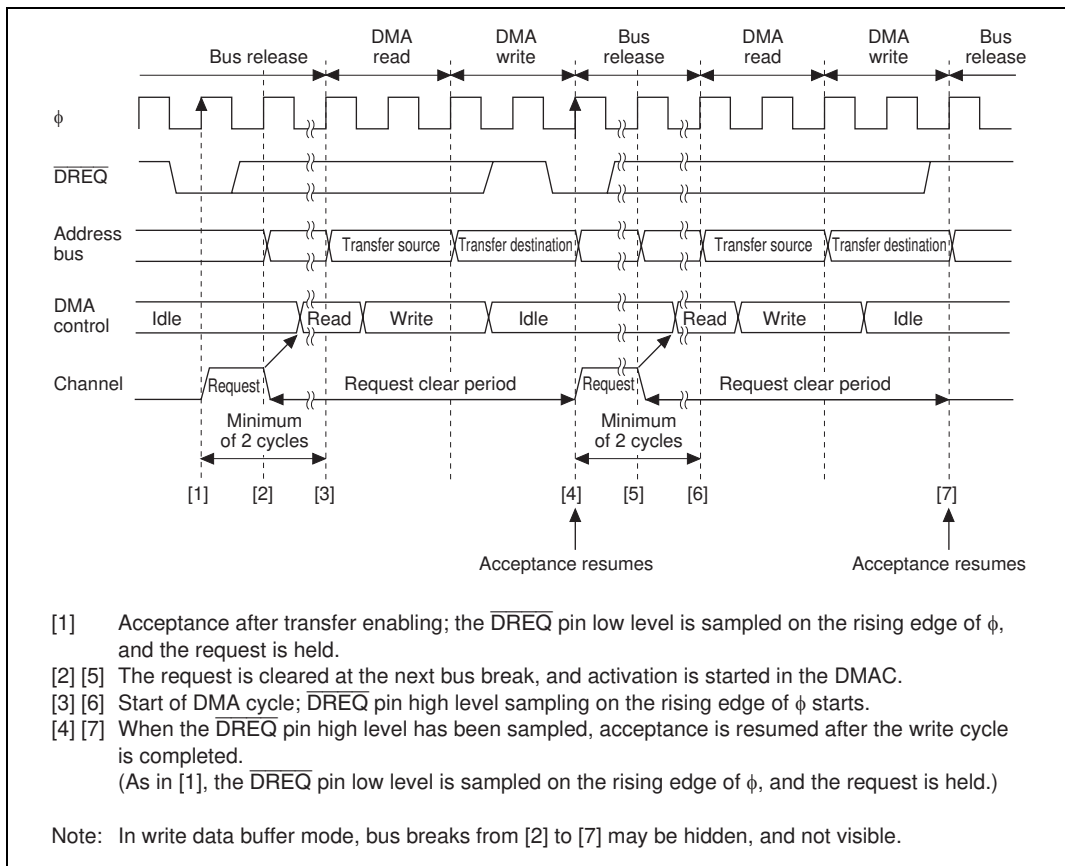 Bus release
DMA read
DMA write
Bus release
DMA read
DMA write
Bus release
φ
DREQ
Address bus
Transfer source
Transfer destination
Transfer source
Transfer destination
DMA control
Idle
Read
Write
Idle
Read
Write
Idle
Channel
Request
Request clear period
Request
Request clear period
Minimum of 2 cycles
Minimum of 2 cycles
[1]
[2]
[3]
[4]
[5]
[6]
[7]
Acceptance resumes
Acceptance resumes
[1] Acceptance after transfer enabling; the DREQ pin low level is sampled on the rising edge of φ,
and the request is held.
[2] [5] The request is cleared at the next bus break, and activation is started in the DMAC.
[3] [6] Start of DMA cycle; DREQ pin high level sampling on the rising edge of φ starts.
[4] [7] When the DREQ pin high level has been sampled, acceptance is resumed after the write cycle
is completed.
(As in [1], the DREQ pin low level is sampled on the rising edge of φ, and the request is held.)
Note: In write data buffer mode, bus breaks from [2] to [7] may be hidden, and not visible.